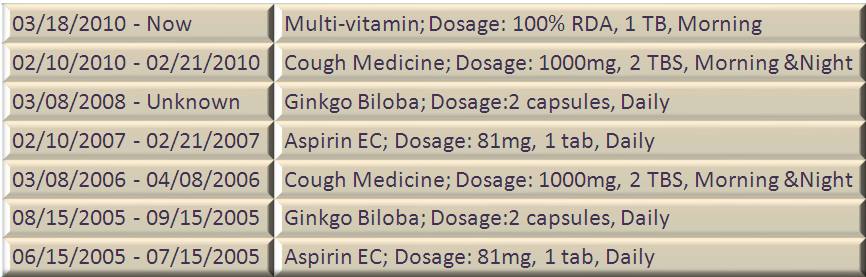 03/18/2010 - Now Multi-vitamin; Dosage: 100% RDA, 1 TB, Morning
02/10/2010 - 02/21/2010 Cough Medicine; Dosage: 1000mg, 2 TBS, Morning &Night
03/08/2008 - Unknown Ginkgo Biloba; Dosage:2 capsules, Daily
02/10/2007 - 02/21/2007 Aspirin EC; Dosage: 81mg, 1 tab, Daily
03/08/2006 - 04/08/2006 Cough Medicine; Dosage: 1000mg, 2 TBS, Morning &Night
08/15/2005 - 09/15/2005 Ginkgo Biloba; Dosage:2 capsules, Daily
06/15/2005 - 07/15/2005 Aspirin EC; Dosage: 81mg, 1 tab, Daily